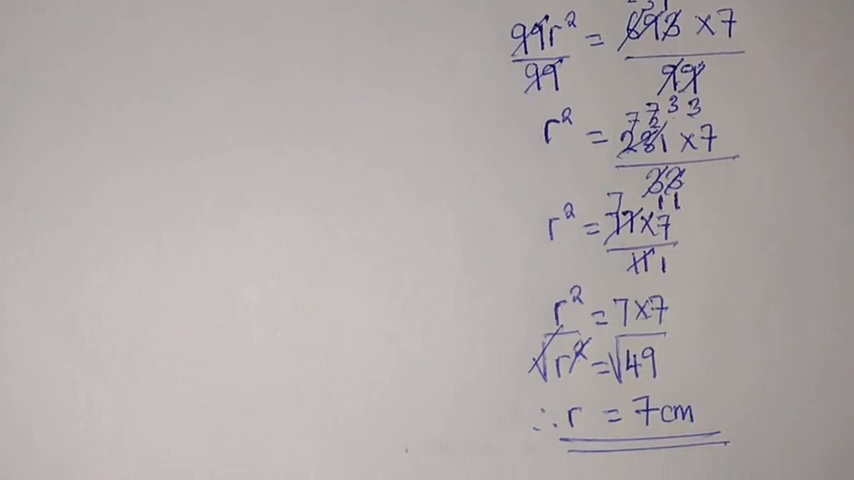 99r² / 99 = 693 × 7 / 99
r² = 231 × 7 / 33
r² = 77 × 7 / 11
r² = 7 × 7
√r² = √49
∴ r = 7cm